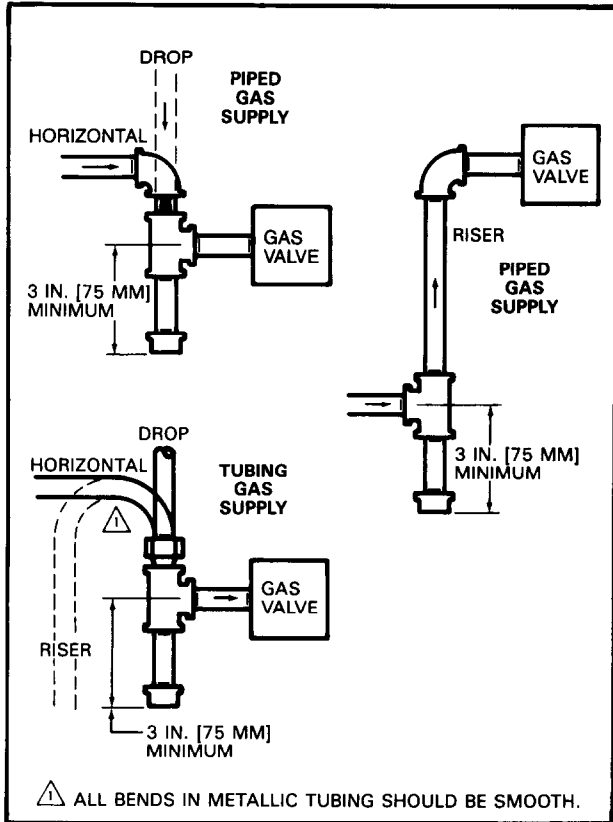 DROP
PIPED
GAS
SUPPLY
HORIZONTAL
GAS
VALVE
3 IN. [75 MM]
MINIMUM
GAS
VALVE
RISER
PIPED
GAS
SUPPLY
3 IN. [75 MM]
MINIMUM
DROP
HORIZONTAL
TUBING
GAS
SUPPLY
1
GAS
VALVE
RISER
3 IN. [75 MM]
MINIMUM
1 ALL BENDS IN METALLIC TUBING SHOULD BE SMOOTH.